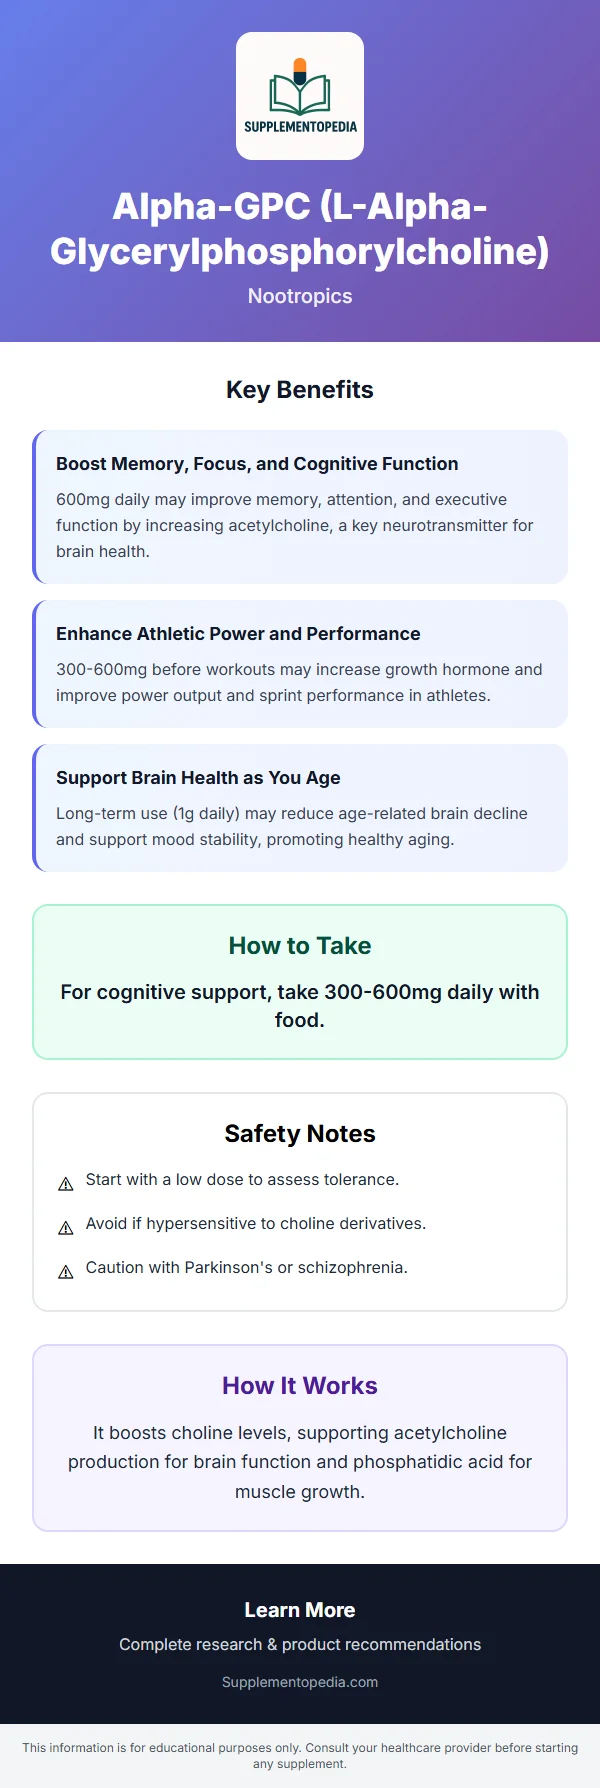 SUPPLEMENTOPEDIA
Alpha-GPC (L-Alpha-
Glycerylphosphorylcholine)
Nootropics
Key Benefits
Boost Memory, Focus, and Cognitive Function
600mg daily may improve memory, attention, and executive
function by increasing acetylcholine, a key neurotransmitter for
brain health.
Enhance Athletic Power and Performance
300-600mg before workouts may increase growth hormone and
improve power output and sprint performance in athletes.
Support Brain Health as You Age
Long-term use (1g daily) may reduce age-related brain decline
and support mood stability, promoting healthy aging.
How to Take
For cognitive support, take 300-600mg daily with
food.
Safety Notes
⚠ Start with a low dose to assess tolerance.
⚠ Avoid if hypersensitive to choline derivatives.
⚠ Caution with Parkinson's or schizophrenia.
How It Works
It boosts choline levels, supporting acetylcholine
production for brain function and phosphatidic acid for
muscle growth.
Learn More
Complete research & product recommendations
Supplementopedia.com
This information is for educational purposes only. Consult your healthcare provider before starting
any supplement.